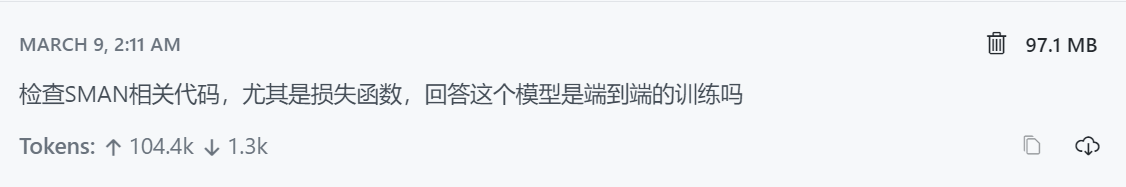 MARCH 9, 2:11 AM 97.1 MB
检查SMAN相关代码，尤其是损失函数，回答这个模型是端到端的训练吗
Tokens: ↑ 104.4k ↓ 1.3k